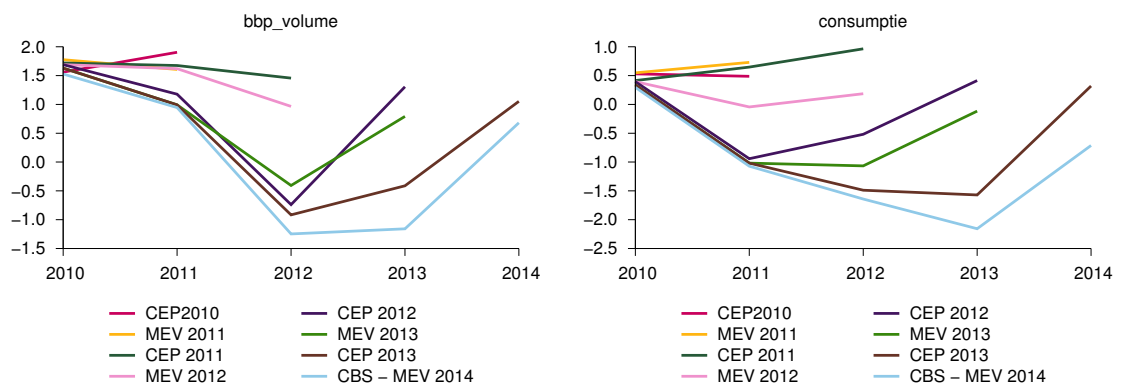 bbp_volume
2.0
1.5
1.0
0.5
0.0
−0.5
−1.0
−1.5
2010 2011 2012 2013 2014
CEP2010 CEP 2012
MEV 2011 MEV 2013
CEP 2011 CEP 2013
MEV 2012 CBS − MEV 2014
consumptie
1.0
0.5
0.0
−0.5
−1.0
−1.5
−2.0
−2.5
2010 2011 2012 2013 2014
CEP2010 CEP 2012
MEV 2011 MEV 2013
CEP 2011 CEP 2013
MEV 2012 CBS − MEV 2014